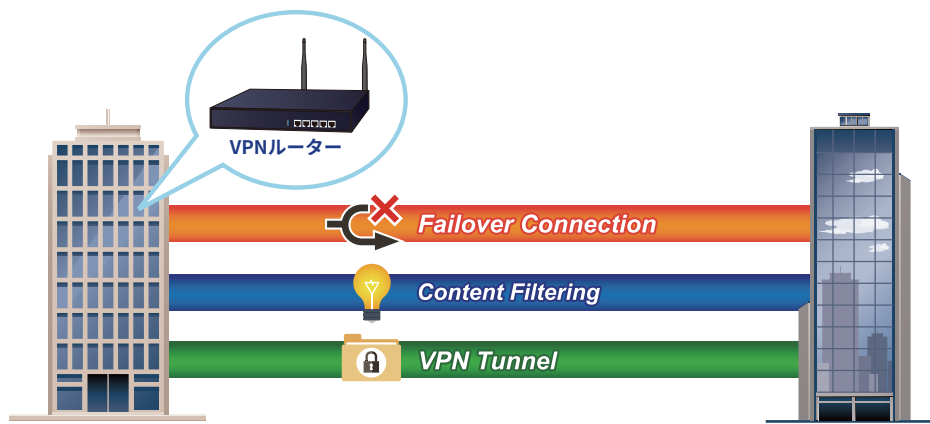 VPNルーター
Failover Connection
Content Filtering
VPN Tunnel